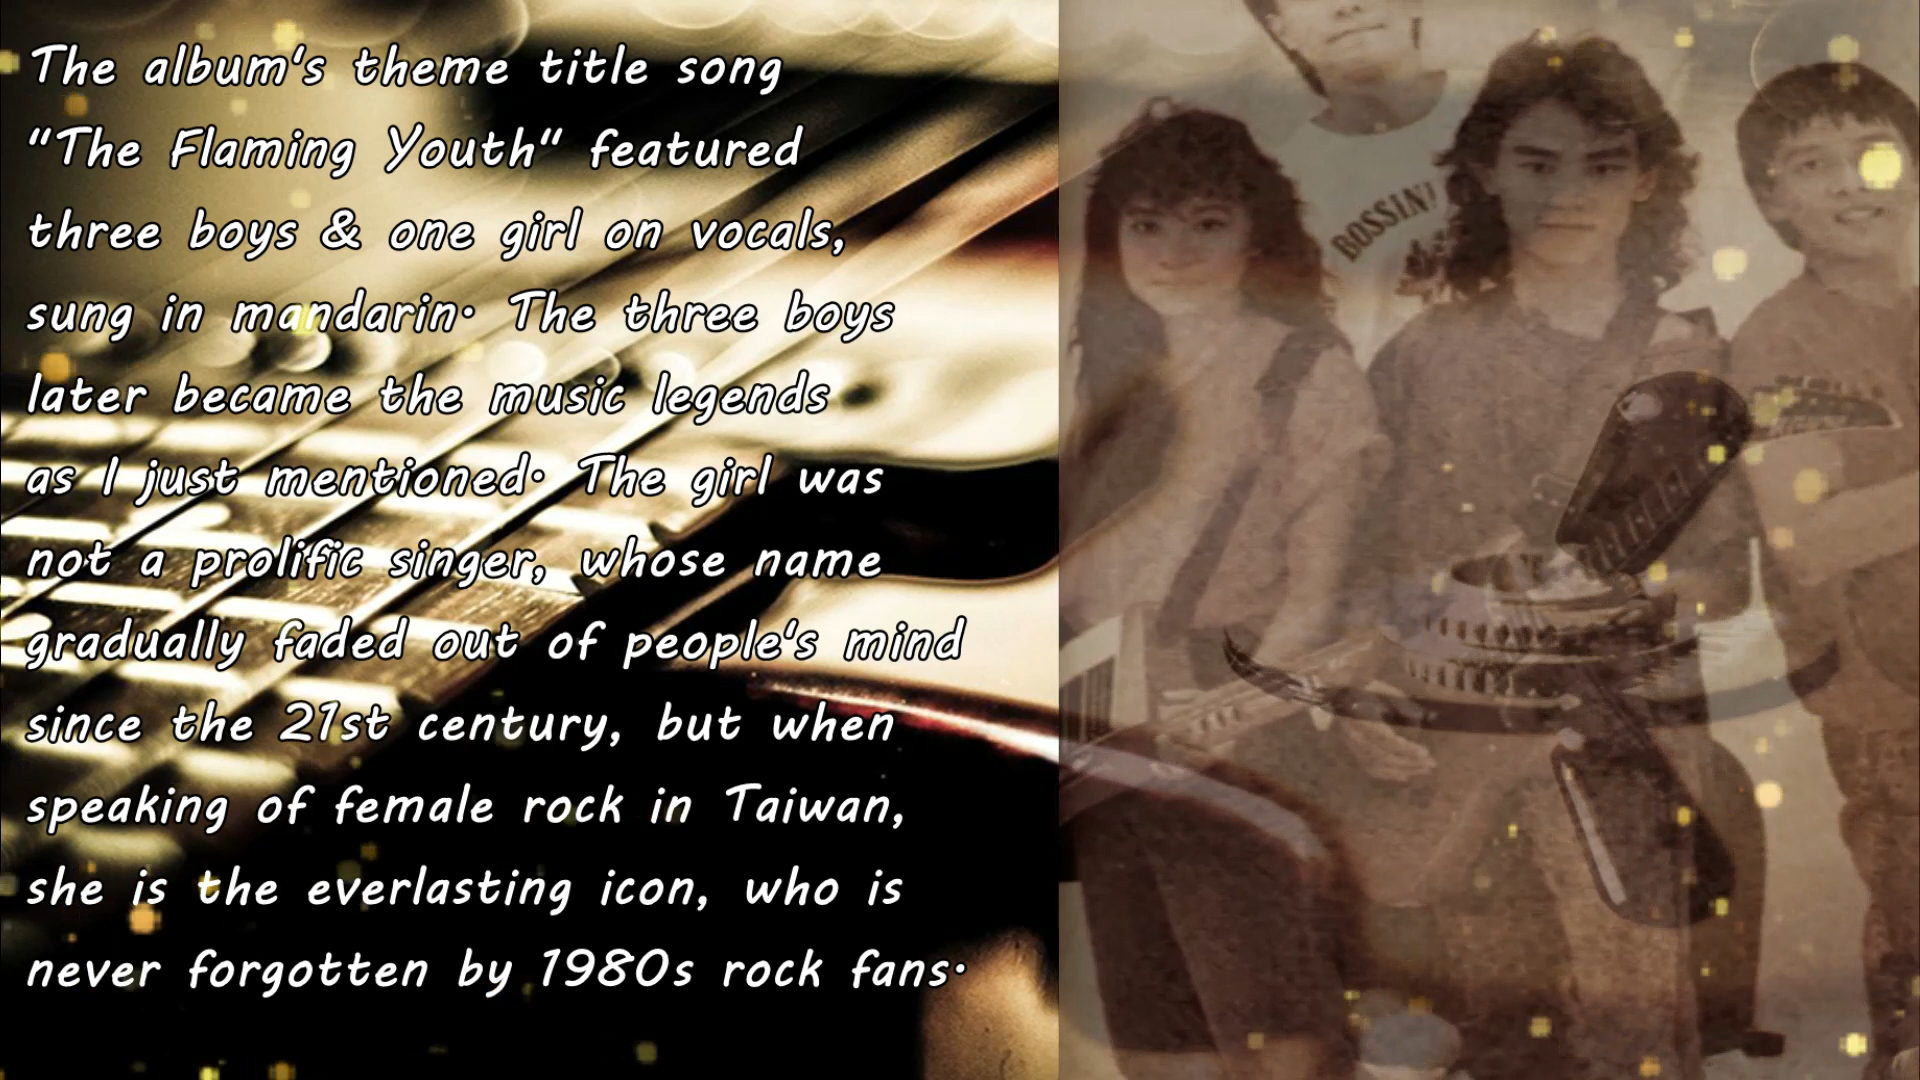 The album's theme title song
"The Flaming Youth" featured
three boys & one girl on vocals,
sung in mandarin. The three boys
later became the music legends
as I just mentioned. The girl was
not a prolific singer, whose name
gradually faded out of people's mind
since the 21st century, but when
speaking of female rock in Taiwan,
she is the everlasting icon, who is
never forgotten by 1980s rock fans.
BOSSINI